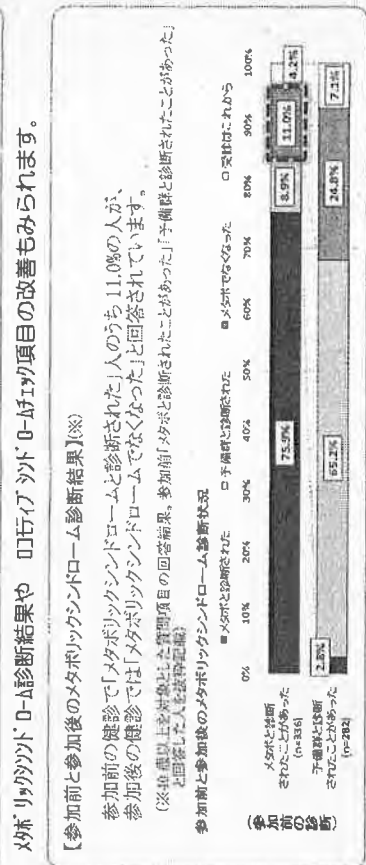 ﾒﾀﾎﾞﾘｯｸｼﾝﾄﾞﾛｰﾑ診断結果や ﾛｺﾓﾃｨﾌﾞｼﾝﾄﾞﾛｰﾑﾁｪｯｸ項目の改善もみられます。
【参加前と参加後のメタボリックシンドローム診断結果】(※)
参加前の健診で「メタボリックシンドロームと診断された」人のうち11.0%の人が、
参加後の健診では「メタボリックシンドロームでなくなった」と回答されています。
(※40歳以上を対象とした質問項目の回答結果。参加前「メタボと診断されたことがあった」「予備群と診断されたことがあった」
と回答した人を抜粋記載)
参加前と参加後のメタボリックシンドローム診断状況
■メタボと診断された □予備群と診断された ■メタボでなくなった □受診はこれから
0% 10% 20% 30% 40% 50% 60% 70% 80% 90% 100%
メタボと診断
されたことがあった
(n=336)
75.9% 8.9% 11.0% 4.2%
予備群と診断
されたことがあった
(n=282)
2.8% 65.2% 24.8% 7.1%
(参加前の診断)